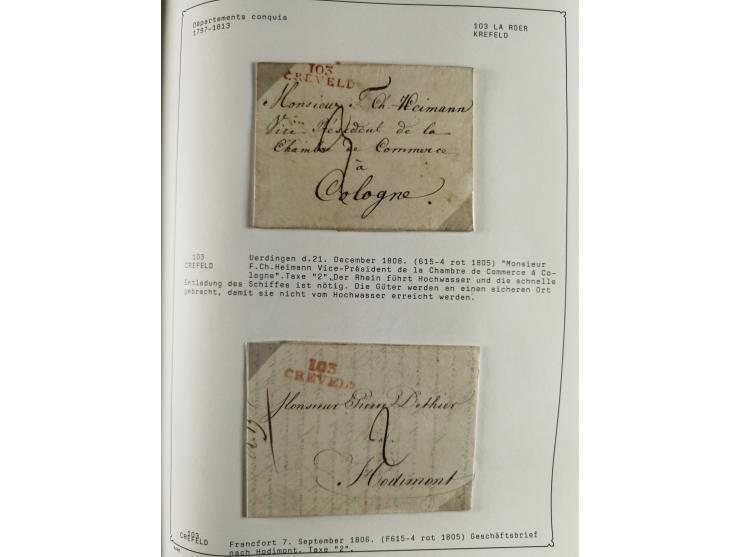 Départements conquis
1797-1813
103 LA ROER
KREFELD
103
CREVELD
Monsieur F. Ch. Heimann
Vice Président de la
Chambre de Commerce
à
Cologne.
103
CREFELD
Uerdingen d.21. December 1808. (615-4 rot 1805) "Monsieur
F.Ch.Heimann Vice-Président de la Chambre de Commerce á Co-
logne".Taxe "2"„Der Rhein führt Hochwasser und die schnelle
Entladung des Schiffes ist nötig. Die Güter werden an einen sicheren Ort
gebracht, damit sie nicht vom Hochwasser erreicht werden.
103
CREVELD
Monsieur Pierre Dethier
2
à
Hodimont
103
CREFELD
Francfort 7. September 1806. (F615-4 rot 1805) Geschäftsbrief
nach Hodimont. Taxe "2".